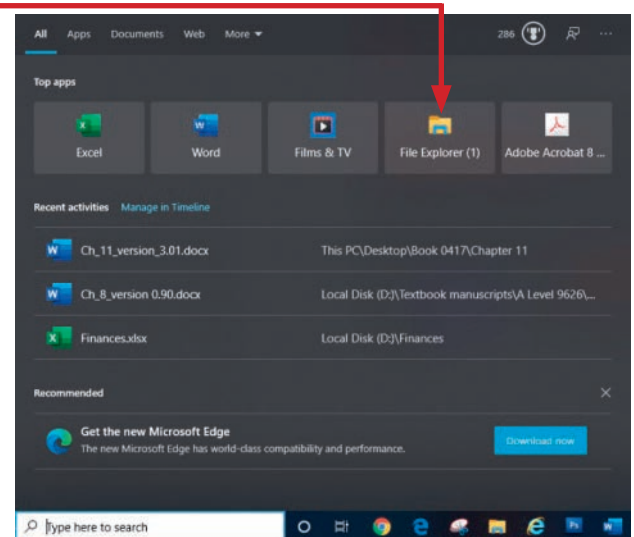 All Apps Documents Web More 286
Top apps
Excel Word Films & TV File Explorer (1) Adobe Acrobat 8 ...
Recent activities Manage in Timeline
Ch_11_version_3.01.docx This PC\Desktop\Book 0417\Chapter 11
Ch_8_version 0.90.docx Local Disk (D:)\Textbook manuscripts\A Level 9626\...
Finances.xlsx Local Disk (D:)\Finances
Recommended
Get the new Microsoft Edge
The new Microsoft Edge has world-class compatibility and performance.
Download now
Type here to search